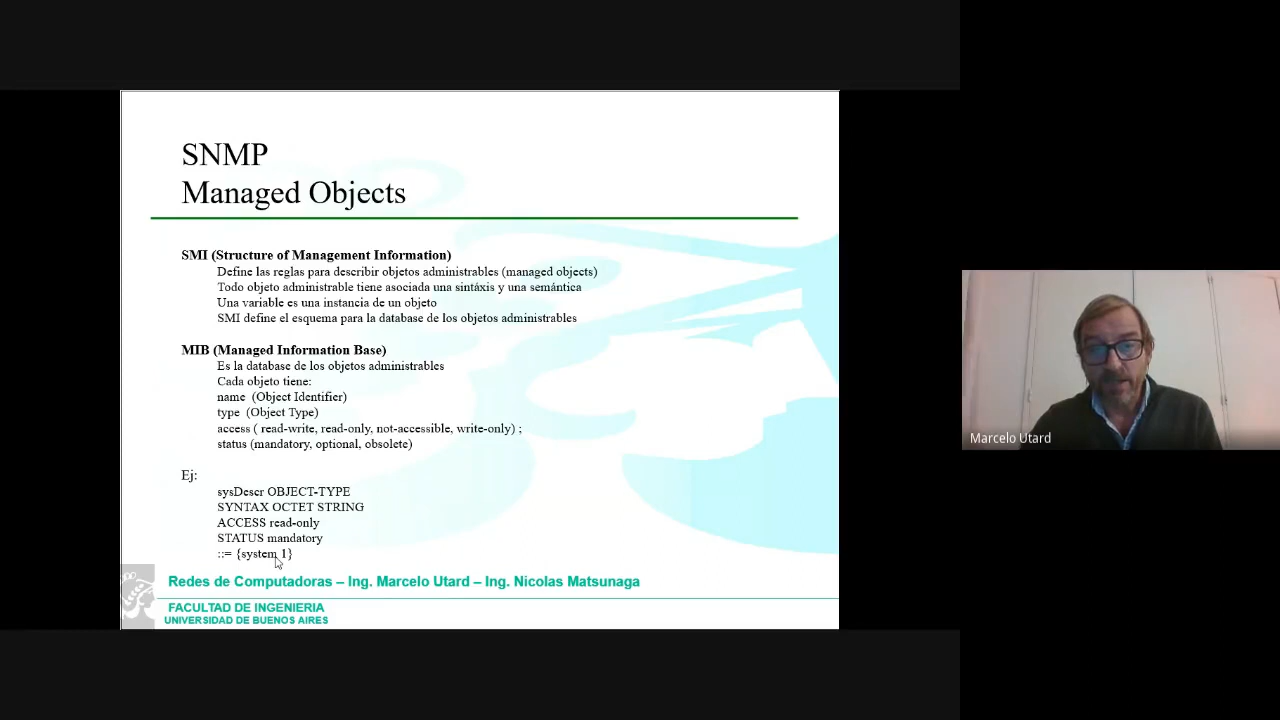 SNMP
Managed Objects
SMI (Structure of Management Information)
Define las reglas para describir objetos administrables (managed objects)
Todo objeto administrable tiene asociada una sintáxis y una semántica
Una variable es una instancia de un objeto
SMI define el esquema para la database de los objetos administrables
MIB (Managed Information Base)
Es la database de los objetos administrables
Cada objeto tiene:
name (Object Identifier)
type (Object Type)
access ( read-write, read-only, not-accessible, write-only) ;
status (mandatory, optional, obsolete)
Ej:
sysDescr OBJECT-TYPE
SYNTAX OCTET STRING
ACCESS read-only
STATUS mandatory
::= {system 1}
Redes de Computadoras – Ing. Marcelo Utard – Ing. Nicolas Matsunaga
FACULTAD DE INGENIERIA
UNIVERSIDAD DE BUENOS AIRES
Marcelo Utard